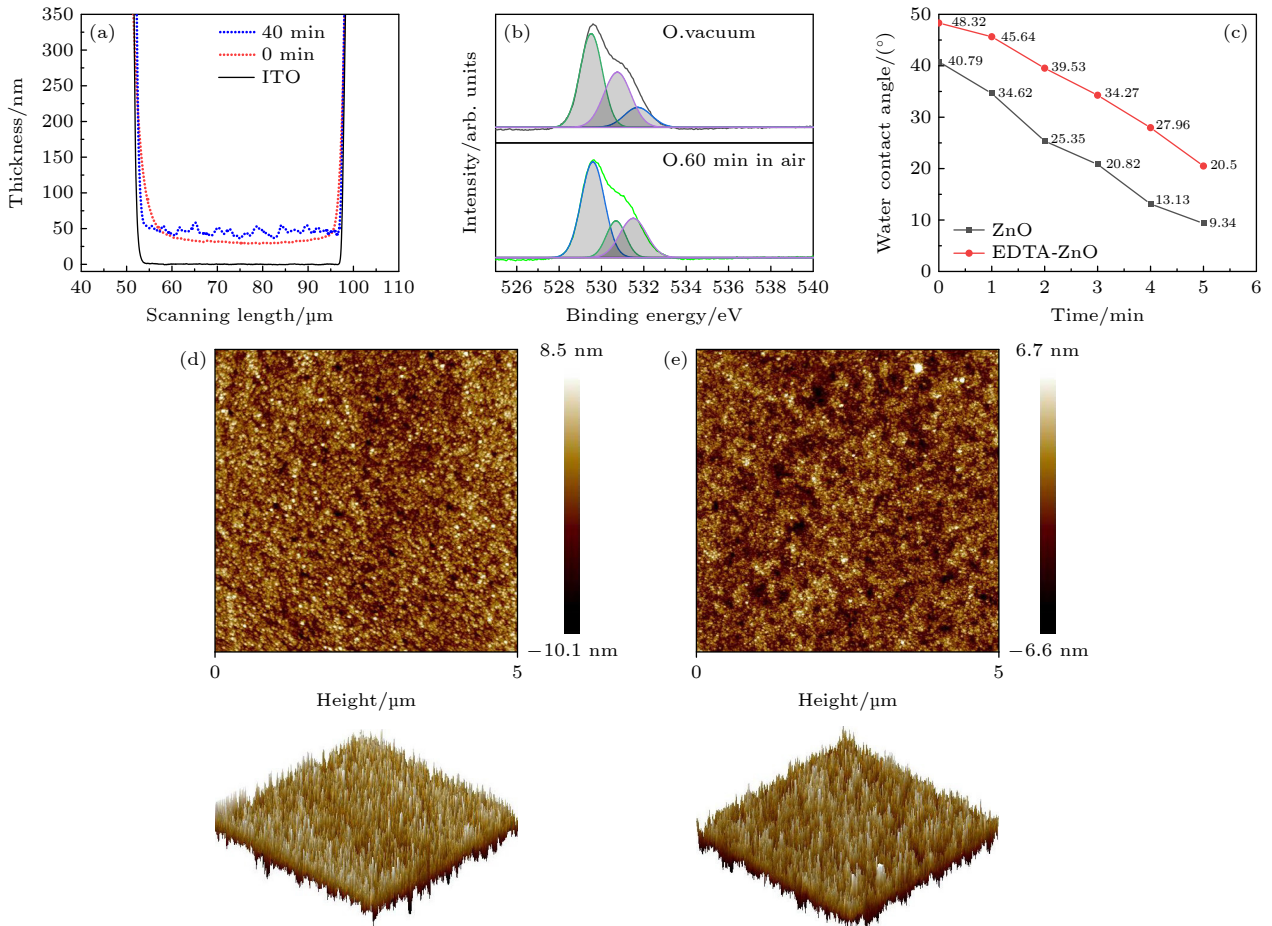 (a)
350
300
250
200
150
100
50
0
40 50 60 70 80 90 100 110
Thickness/nm
Scanning length/µm
40 min
0 min
ITO
(b)
O.vacuum
O.60 min in air
Intensity/arb. units
526 528 530 532 534 536 538 540
Binding energy/eV
(c)
50
40
30
20
10
0
0 1 2 3 4 5 6
Water contact angle/(°)
Time/min
48.32
45.64
39.53
34.27
27.96
20.5
40.79
34.62
25.35
20.82
13.13
9.34
ZnO
EDTA-ZnO
(d)
8.5 nm
−10.1 nm
0 5
Height/µm
(e)
6.7 nm
−6.6 nm
0 5
Height/µm